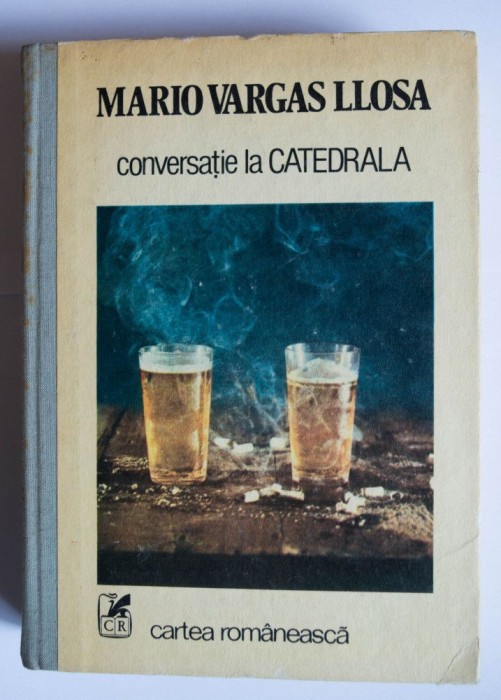 MARIO VARGAS LLOSA
conversație la CATEDRALA
CR
cartea românească